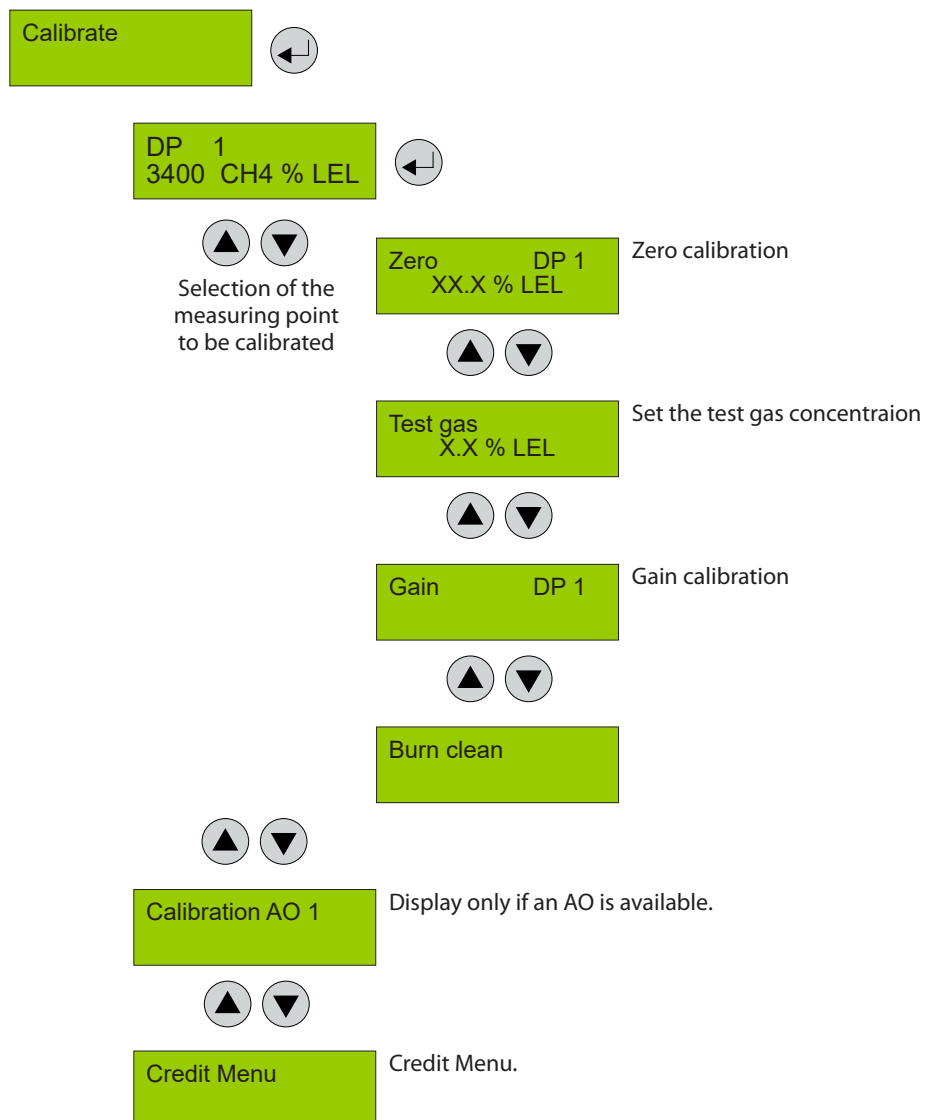 Calibrate
DP 1
3400 CH4 % LEL
Selection of the
measuring point
to be calibrated
Zero DP 1
XX.X % LEL
Zero calibration
Test gas
X.X % LEL
Set the test gas concentraion
Gain DP 1
Gain calibration
Burn clean
Calibration AO 1
Display only if an AO is available.
Credit Menu
Credit Menu.